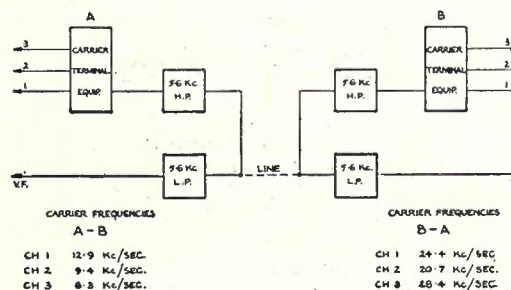 A
B
3
2
1
CARRIER
TERMINAL
EQUIP.
5·6 Kc
H.P.
5·6 Kc
L.P.
V.F.
LINE
5·6 Kc
H.P.
5·6 Kc.
L.P.
CARRIER
TERMINAL
EQUIP.
3
2
1
CARRIER FREQUENCIES
A-B
CH 1 12·9 Kc/SEC.
CH 2 9·4 Kc/SEC.
CH 3 6·3 Kc/SEC.
CARRIER FREQUENCIES
B-A
CH 1 24·4 Kc/SEC
CH 2 20·7 Kc/SEC.
CH 3 28·4 Kc/SEC.